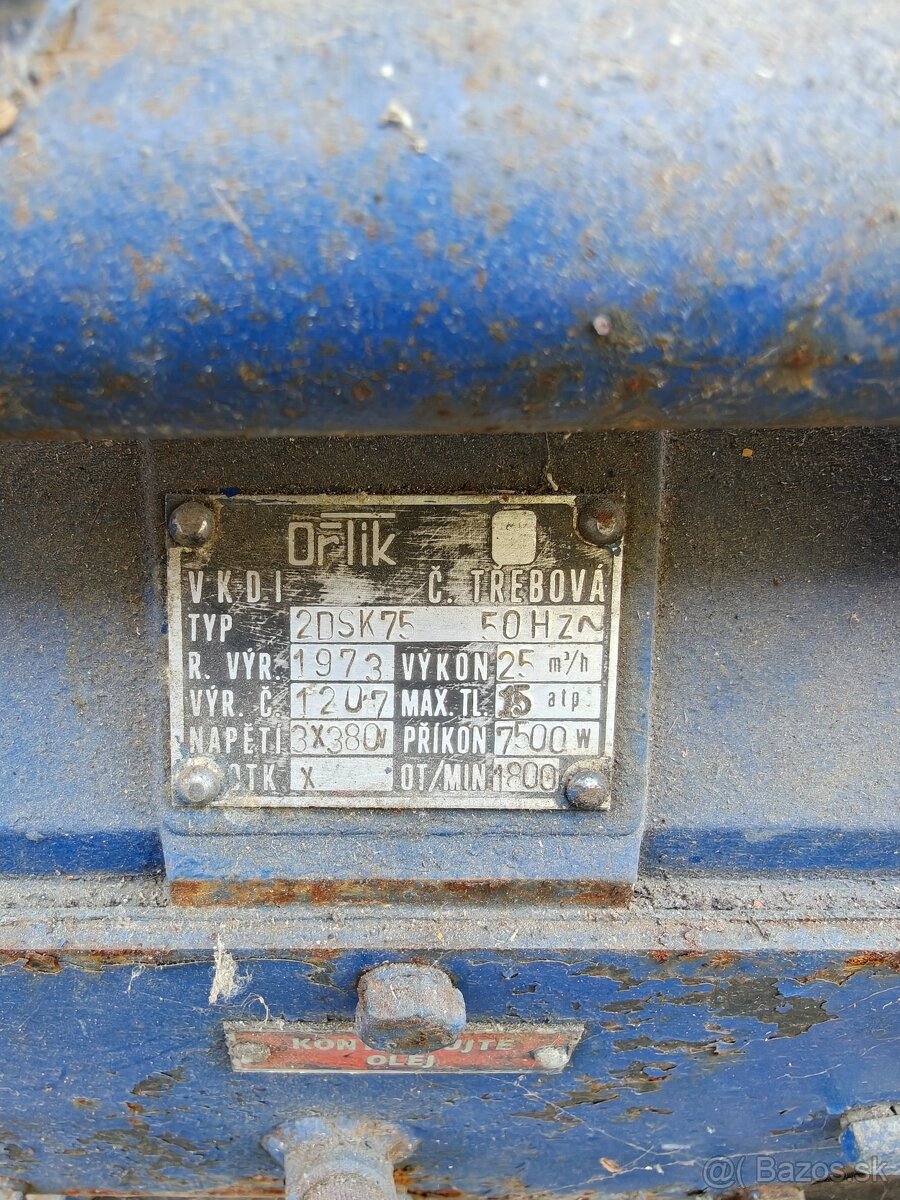 Orlík
VKDI Č. TŘEBOVÁ
TYP 2DSK75 50HZ~
R. VÝR. 1973 VÝKON 25 m³/h
VÝR. Č. 1207 MAX. TL. 15 atp.
NAPĚTÍ 3X380V PŘÍKON 7500 W
OTK X OT/MIN 1800
OLEJ
@( Bazos.sk